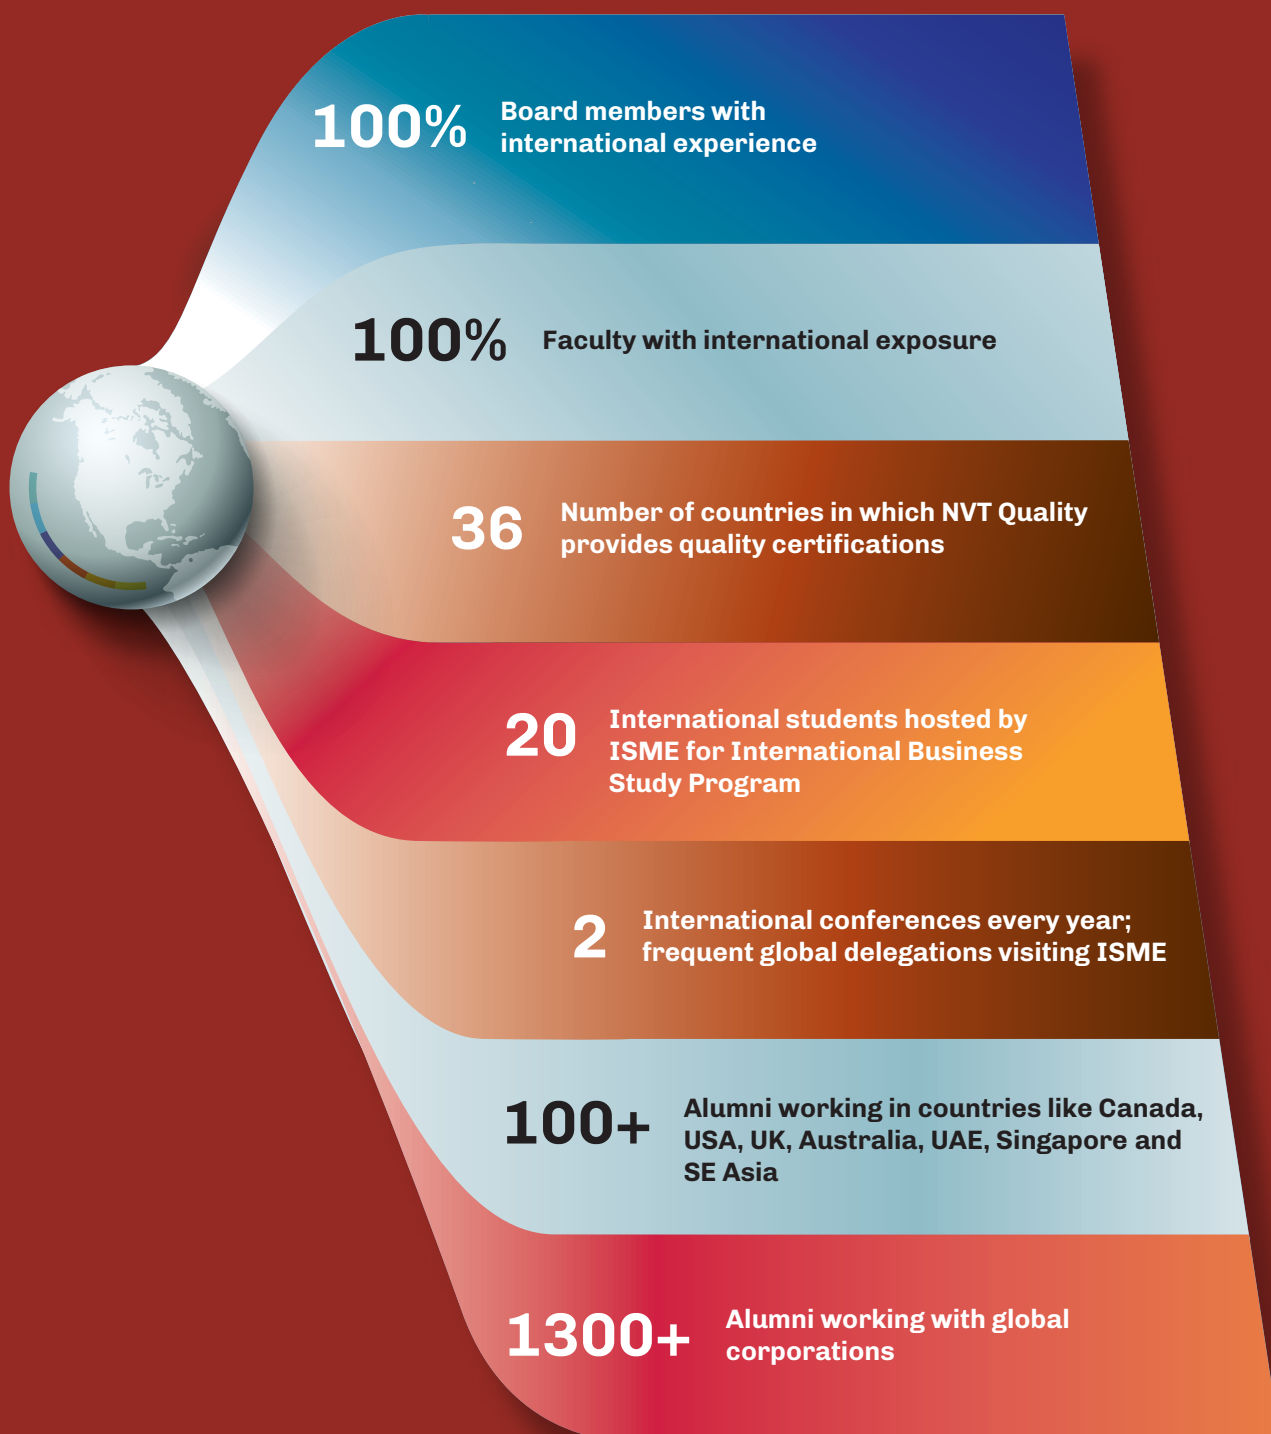 100%
Board members with
international experience
100%
Faculty with international exposure
36
Number of countries in which NVT Quality
provides quality certifications
20
International students hosted by
ISME for International Business
Study Program
2
International conferences every year;
frequent global delegations visiting ISME
100+
Alumni working in countries like Canada,
USA, UK, Australia, UAE, Singapore and
SE Asia
1300+
Alumni working with global
corporations